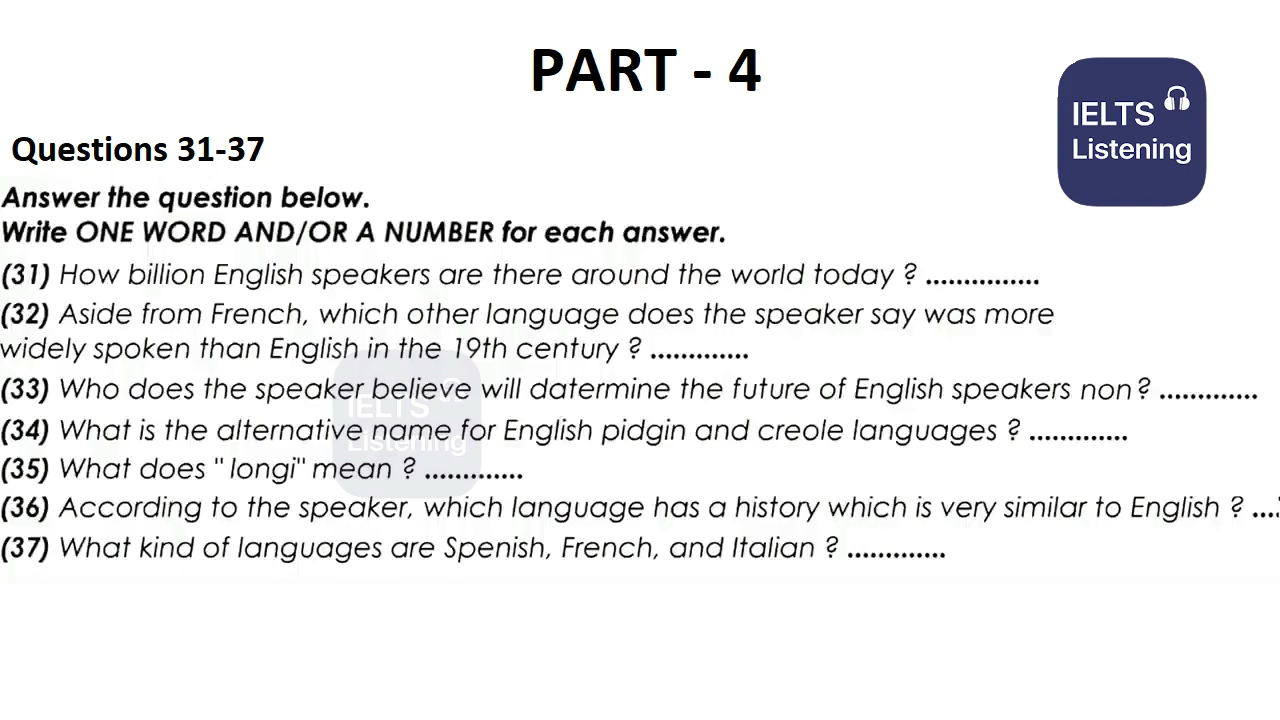 PART - 4
IELTS
Listening
Questions 31-37
Answer the question below.
Write ONE WORD AND/OR A NUMBER for each answer.
(31) How billion English speakers are there around the world today ? ...............
(32) Aside from French, which other language does the speaker say was more
widely spoken than English in the 19th century ? .............
(33) Who does the speaker believe will datermine the future of English speakers non? .............
(34) What is the alternative name for English pidgin and creole languages ? .............
IELTS
Listening
(35) What does "longi" mean ? .............
(36) According to the speaker, which language has a history which is very similar to English ? ....
(37) What kind of languages are Spenish, French, and Italian ? .............